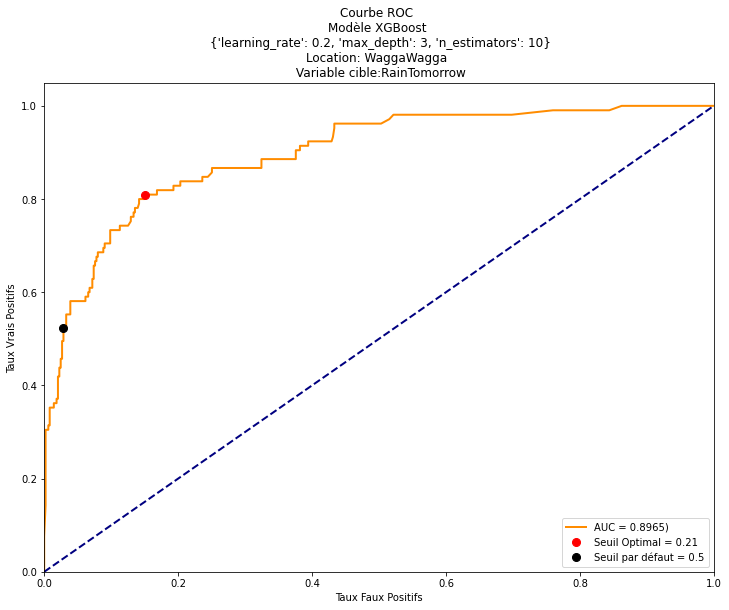 Courbe ROC
Modèle XGBoost
{'learning_rate': 0.2, 'max_depth': 3, 'n_estimators': 10}
Location: WaggaWagga
Variable cible:RainTomorrow
1.0
0.8
0.6
0.4
0.2
0.0
Taux Vrais Positifs
0.0 0.2 0.4 0.6 0.8 1.0
Taux Faux Positifs
AUC = 0.8965)
Seuil Optimal = 0.21
Seuil par défaut = 0.5